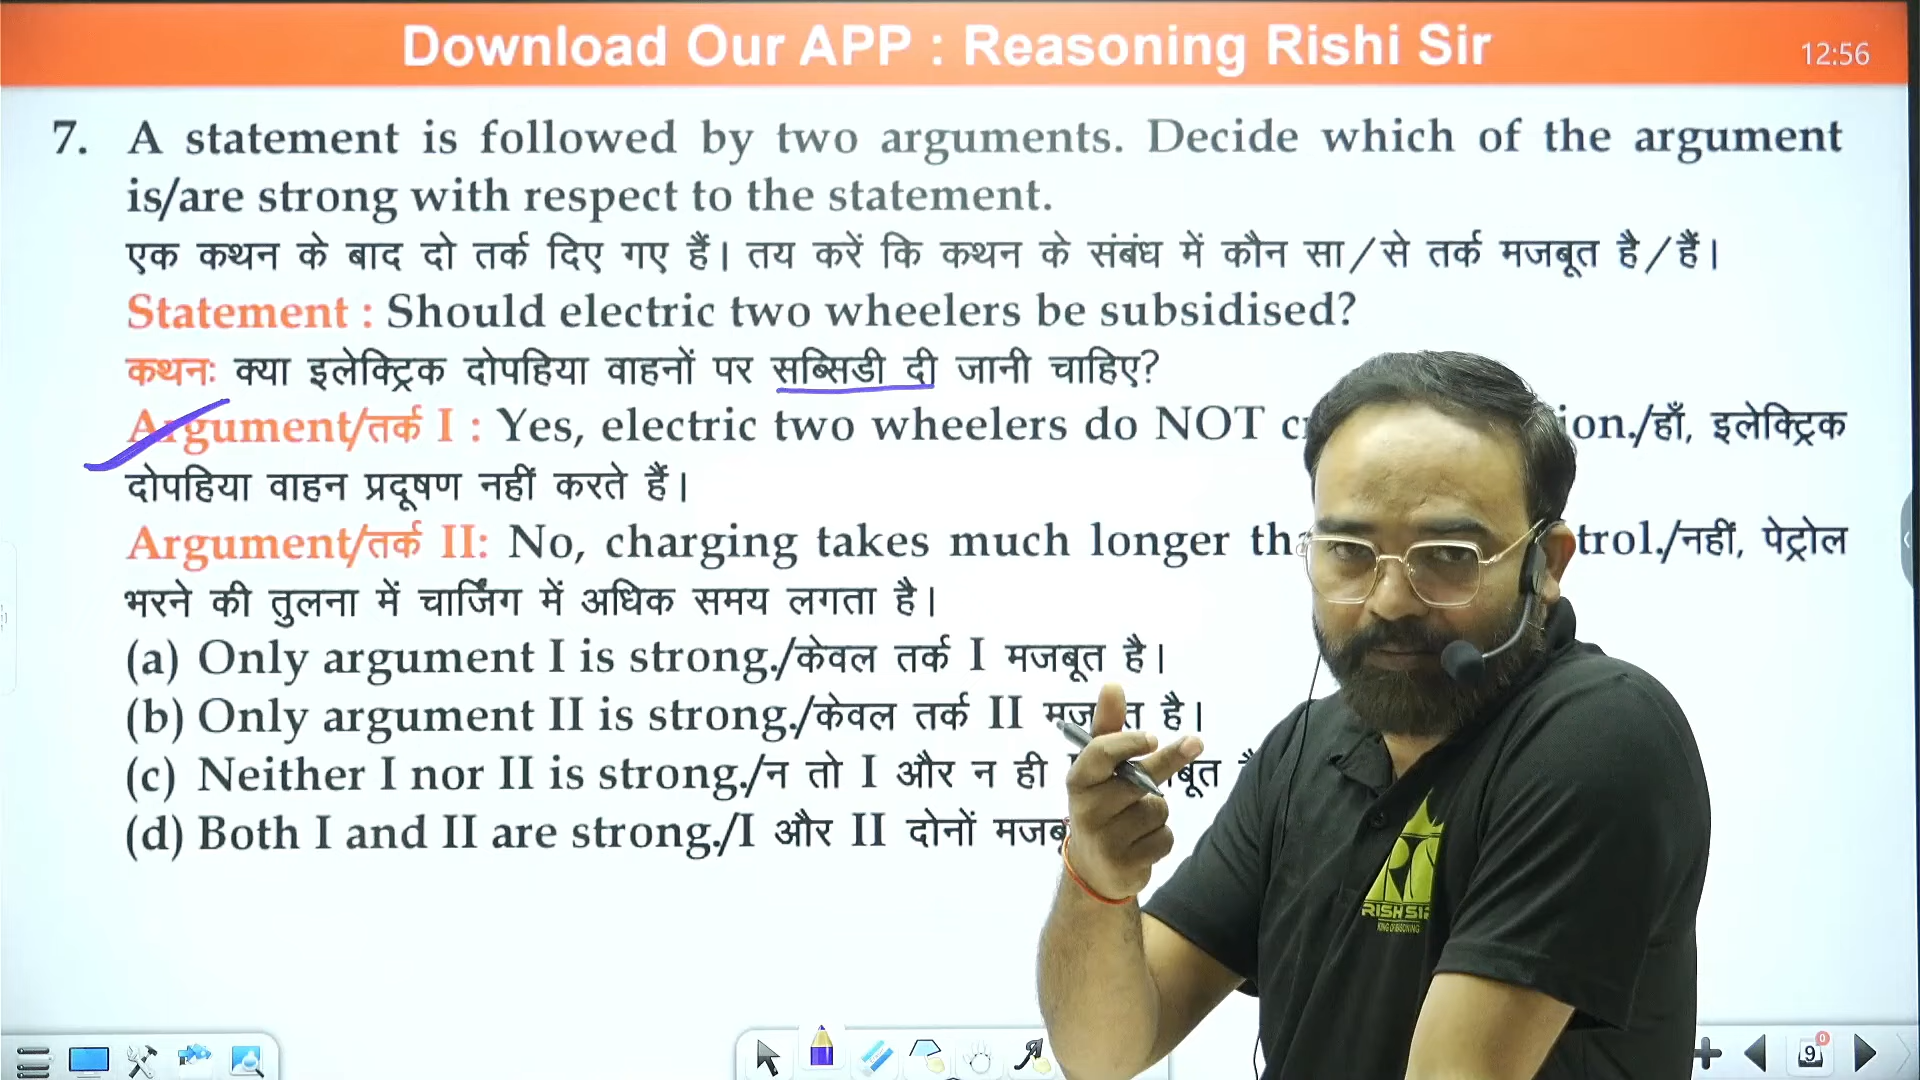 Download Our APP : Reasoning Rishi Sir
12:56
7. A statement is followed by two arguments. Decide which of the argument
is/are strong with respect to the statement.
एक कथन के बाद दो तर्क दिए गए हैं। तय करें कि कथन के संबंध में कौन सा/से तर्क मजबूत है/हैं।
Statement : Should electric two wheelers be subsidised?
कथनः क्या इलेक्ट्रिक दोपहिया वाहनों पर सब्सिडी दी जानी चाहिए?
Argument/तर्क I : Yes, electric two wheelers do NOT /हाँ, इलेक्ट्रिक
दोपहिया वाहन प्रदूषण नहीं करते हैं।
Argument/तर्क II: No, charging takes much longer /नहीं, पेट्रोल
भरने की तुलना में चार्जिंग में अधिक समय लगता है।
(a) Only argument I is strong./केवल तर्क I मजबूत है।
(b) Only argument II is strong./केवल तर्क II है।
(c) Neither I nor II is strong./न तो I और न ही
(d) Both I and II are strong./I और II दोनों
RISHI SIR
KING OF REASONING
9
0